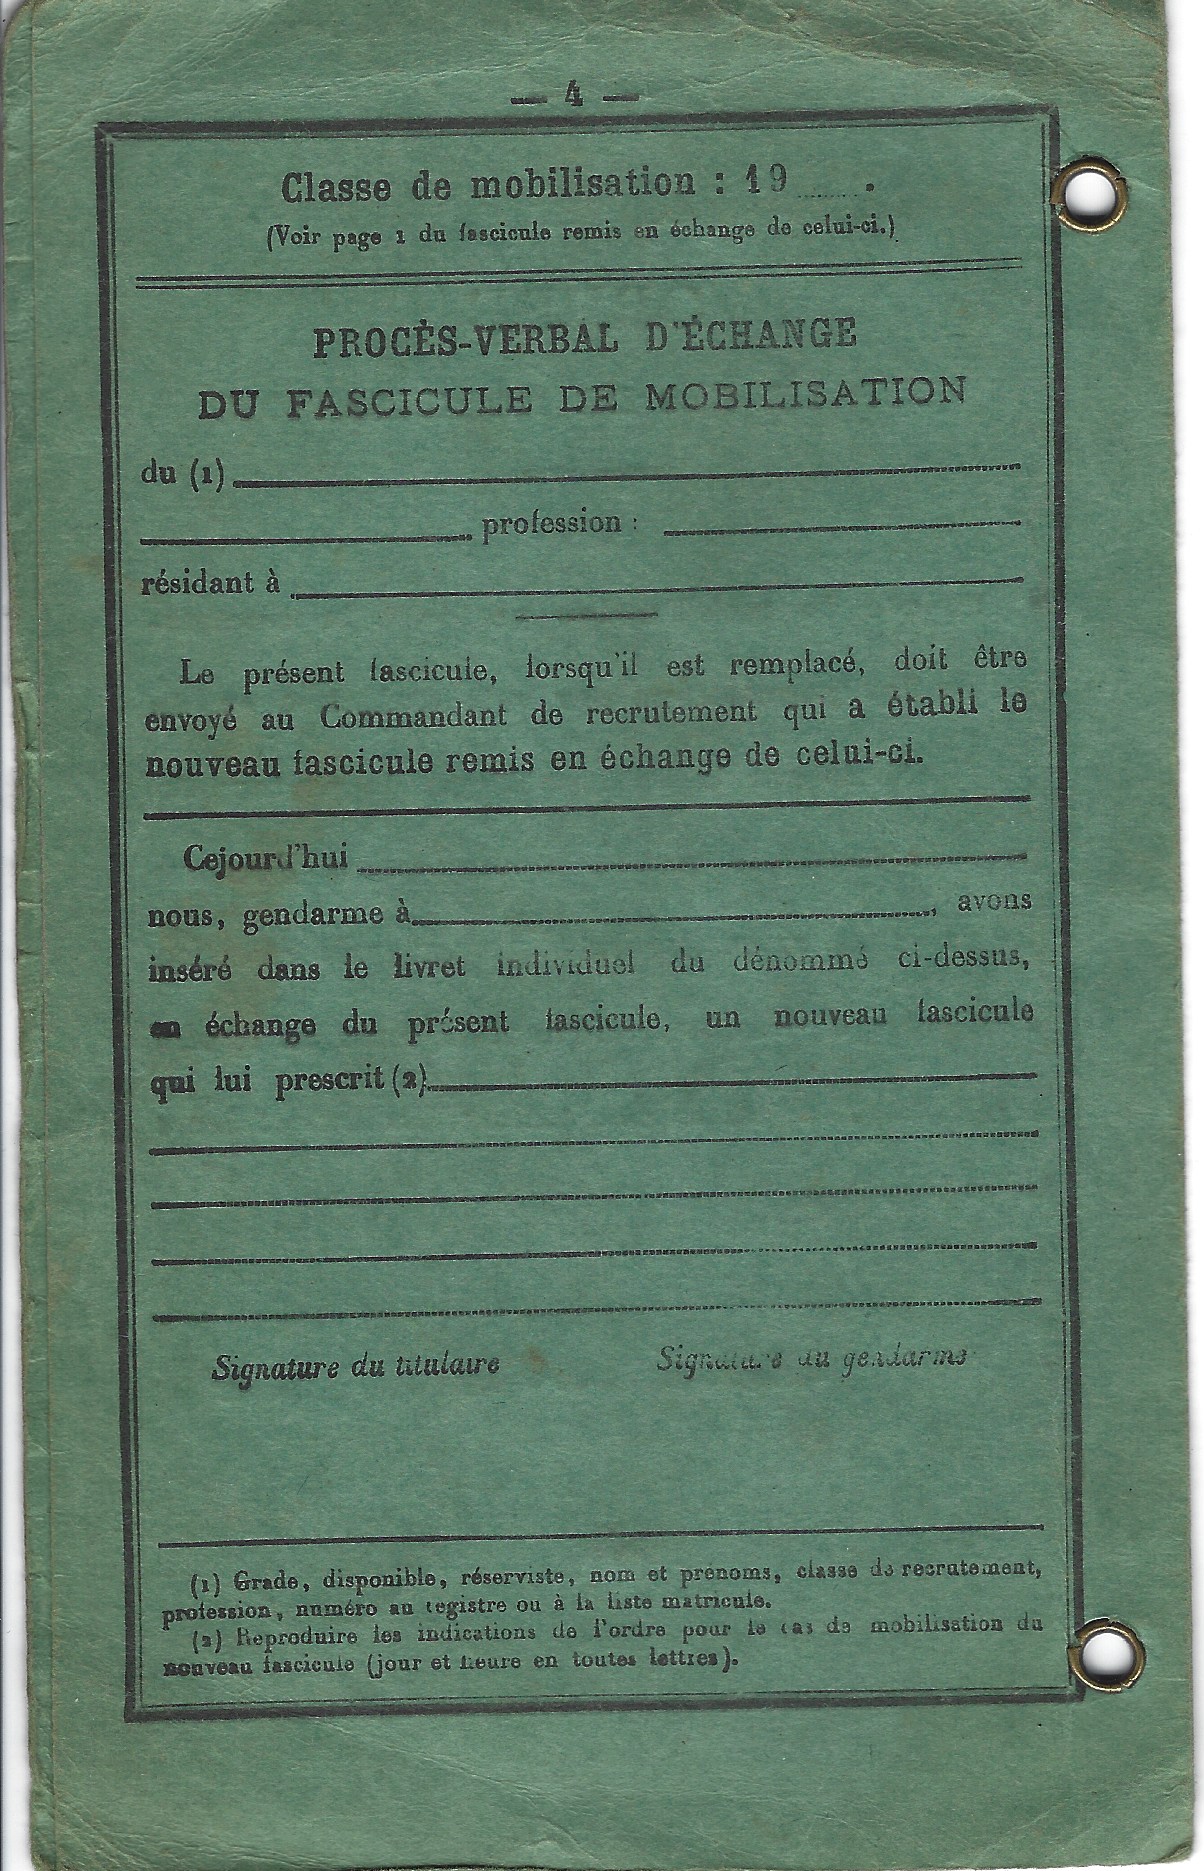 — 4 —
Classe de mobilisation : 19 .
(Voir page 1 du fascicule remis en échange de celui-ci.)
PROCÈS-VERBAL D'ÉCHANGE
DU FASCICULE DE MOBILISATION
du (1)
profession :
résidant à
Le présent fascicule, lorsqu'il est remplacé, doit être
envoyé au Commandant de recrutement qui a établi le
nouveau fascicule remis en échange de celui-ci.
Cejourd'hui
nous, gendarme à , avons
inséré dans le livret individuel du dénommé ci-dessus,
en échange du présent fascicule, un nouveau fascicule
qui lui prescrit (2)
Signature du titulaire Signature du gendarme
(1) Grade, disponible, réserviste, nom et prénoms, classe de recrutement,
profession, numéro au registre ou à la liste matricule.
(2) Reproduire les indications de l'ordre pour le cas de mobilisation du
nouveau fascicule (jour et heure en toutes lettres).